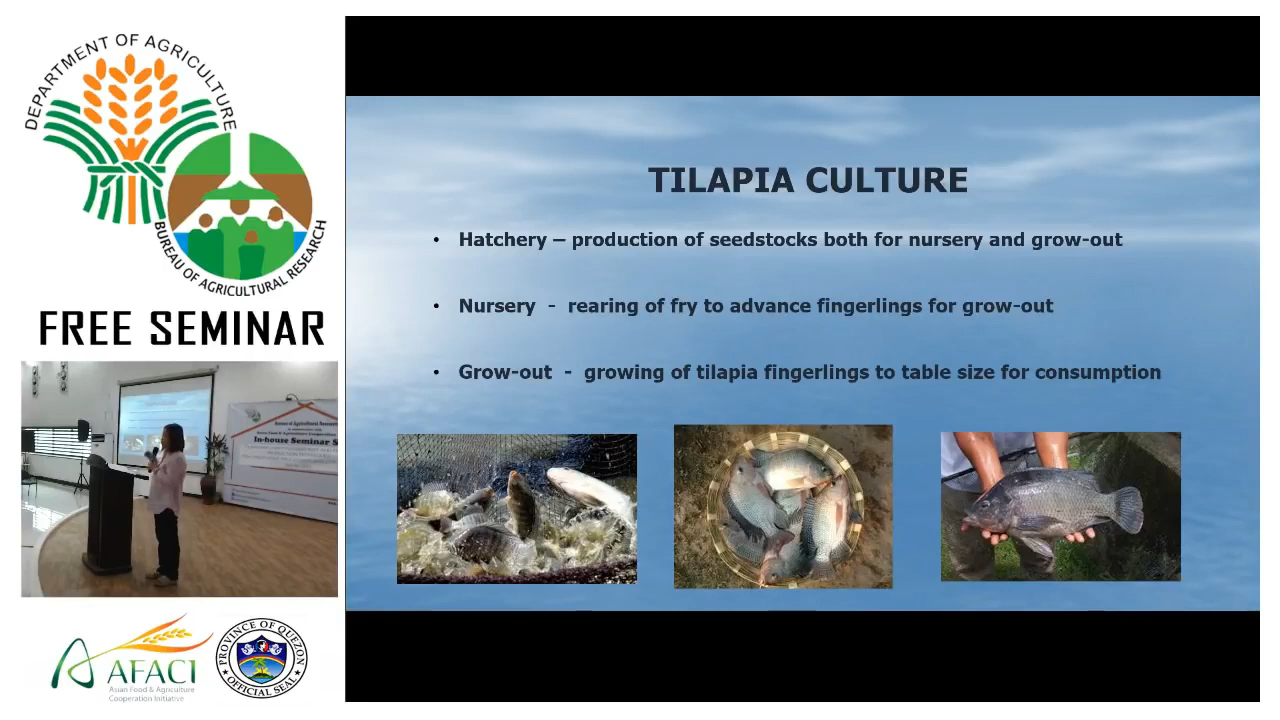 DEPARTMENT OF AGRICULTURE
BUREAU OF AGRICULTURAL RESEARCH
FREE SEMINAR
In-house Seminar S
AFACI
Asian Food & Agriculture
Cooperation Initiative
PROVINCE OF QUEZON
OFFICIAL SEAL
TILAPIA CULTURE
• Hatchery – production of seedstocks both for nursery and grow-out
• Nursery - rearing of fry to advance fingerlings for grow-out
• Grow-out - growing of tilapia fingerlings to table size for consumption